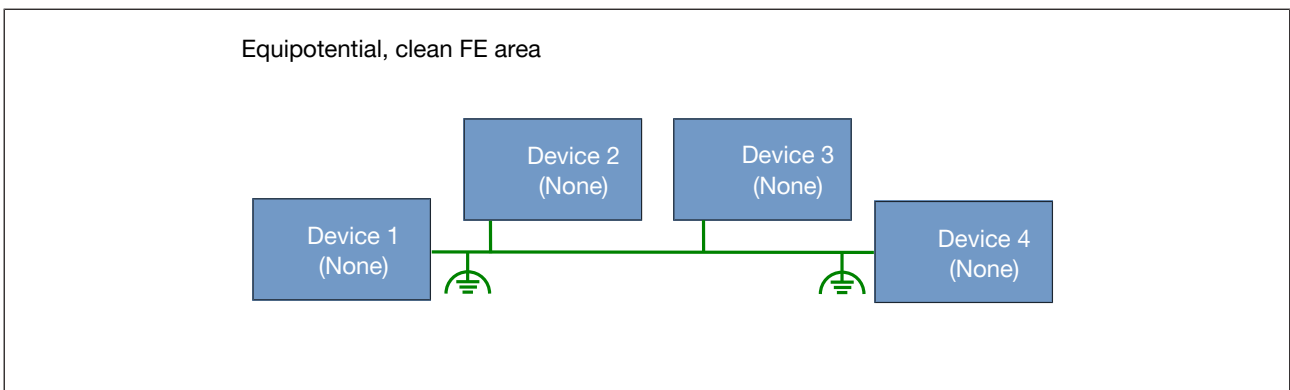 Equipotential, clean FE area
Device 2
(None)
Device 3
(None)
Device 1
(None)
Device 4
(None)